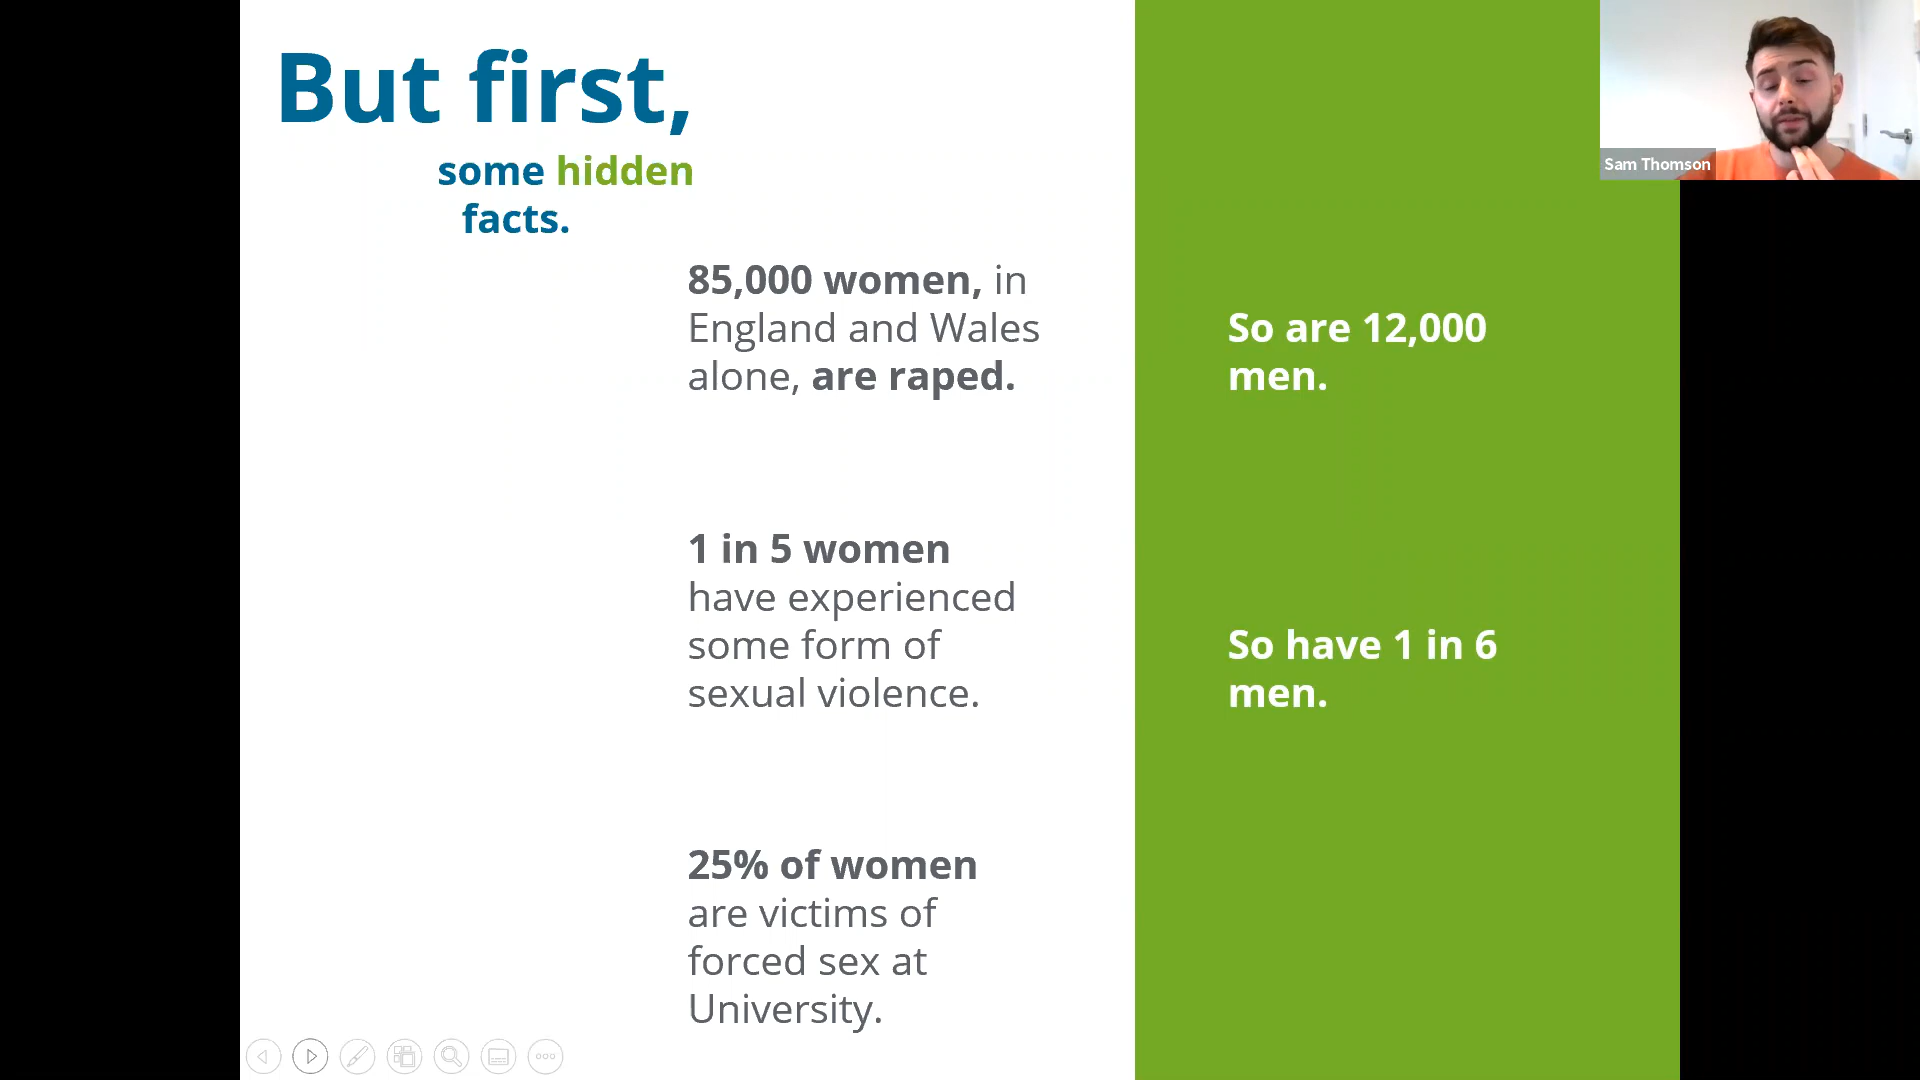 But first,
some hidden
facts.
85,000 women, in
England and Wales
alone, are raped.
So are 12,000
men.
1 in 5 women
have experienced
some form of
sexual violence.
So have 1 in 6
men.
25% of women
are victims of
forced sex at
University.
Sam Thomson